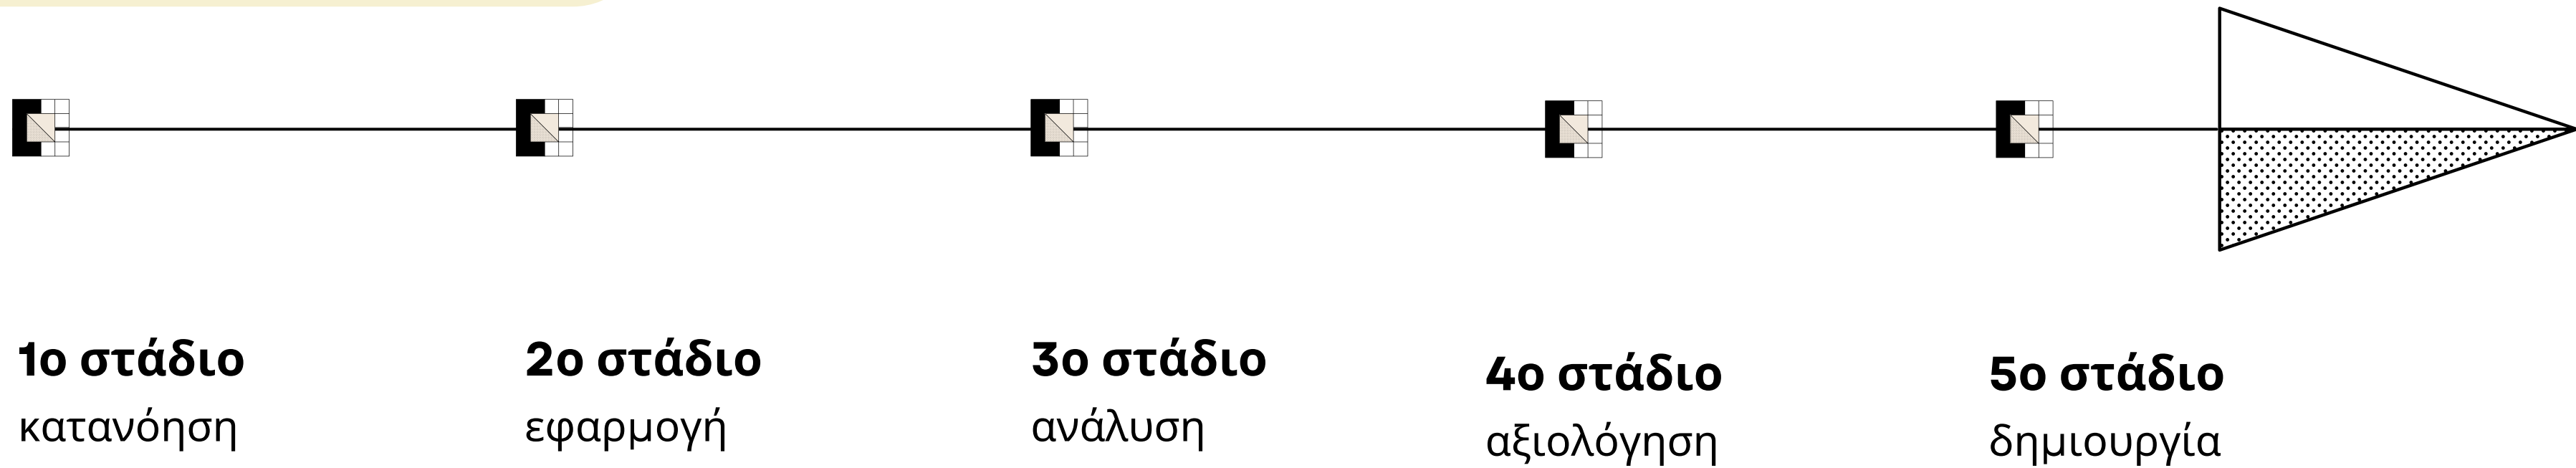 1ο στάδιο
κατανόηση
2ο στάδιο
εφαρμογή
3ο στάδιο
ανάλυση
4ο στάδιο
αξιολόγηση
5ο στάδιο
δημιουργία